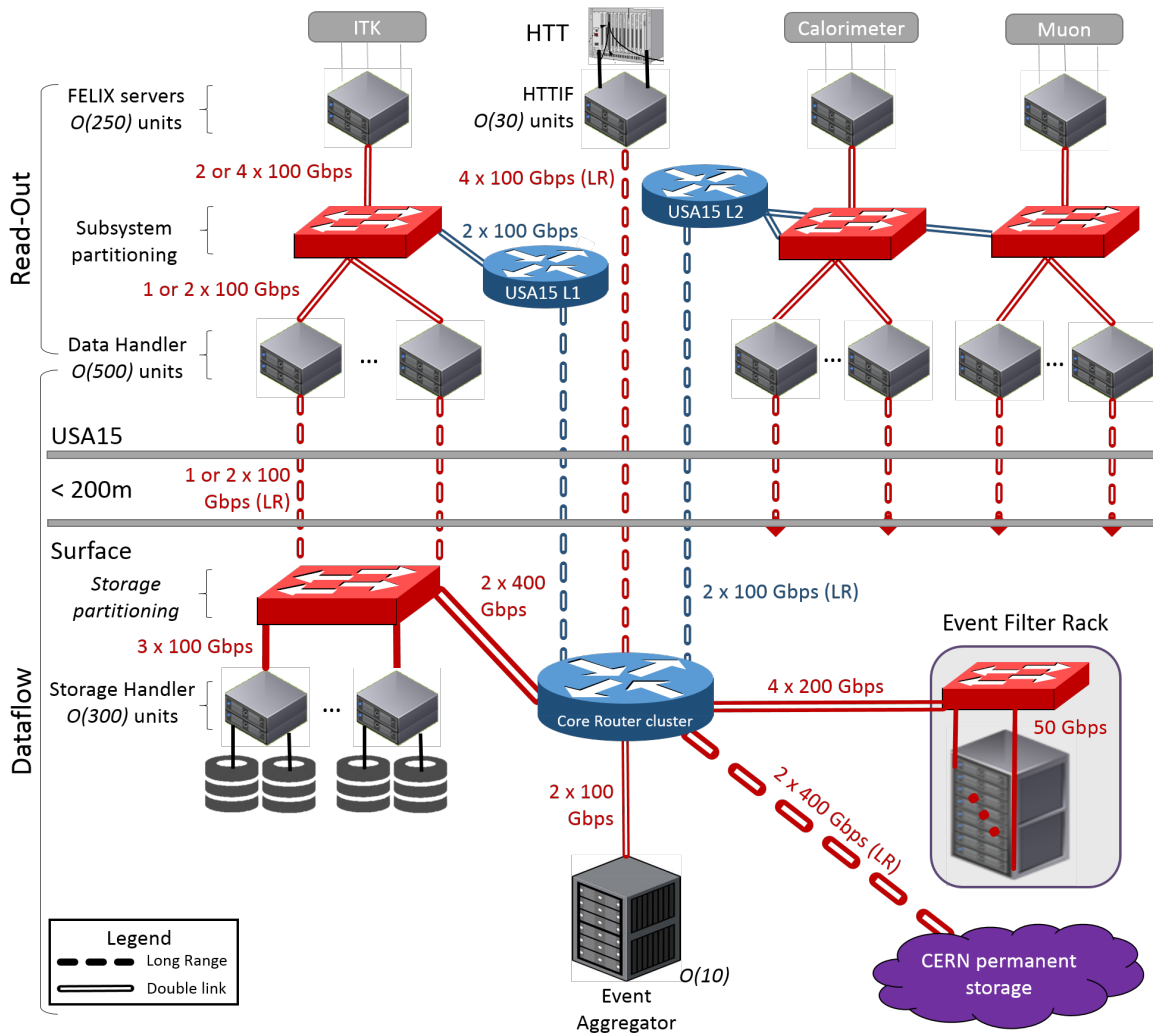 ITK
HTT
Calorimeter
Muon
FELIX servers
O(250) units
HTTIF
O(30) units
Read-Out
2 or 4 x 100 Gbps
4 x 100 Gbps (LR)
USA15 L2
Subsystem
partitioning
2 x 100 Gbps
USA15 L1
1 or 2 x 100 Gbps
Data Handler
O(500) units
...
...
...
USA15
< 200m
1 or 2 x 100
Gbps (LR)
Surface
Storage
partitioning
2 x 400
Gbps
2 x 100 Gbps (LR)
Event Filter Rack
3 x 100 Gbps
Dataflow
Storage Handler
O(300) units
...
Core Router cluster
4 x 200 Gbps
50 Gbps
2 x 100
Gbps
2 x 400 Gbps (LR)
Legend
Long Range
Double link
O(10)
Event
Aggregator
CERN permanent
storage